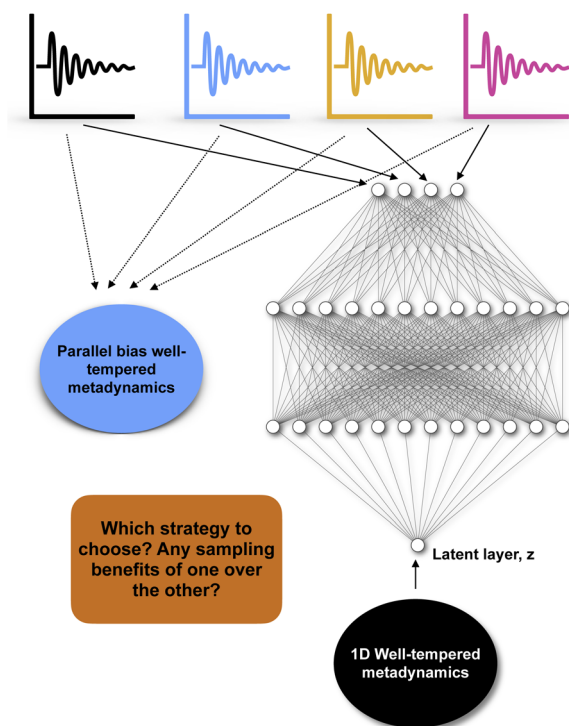 Parallel bias well-
tempered
metadynamics
Which strategy to
choose? Any sampling
benefits of one over
the other?
Latent layer, z
1D Well-tempered
metadynamics